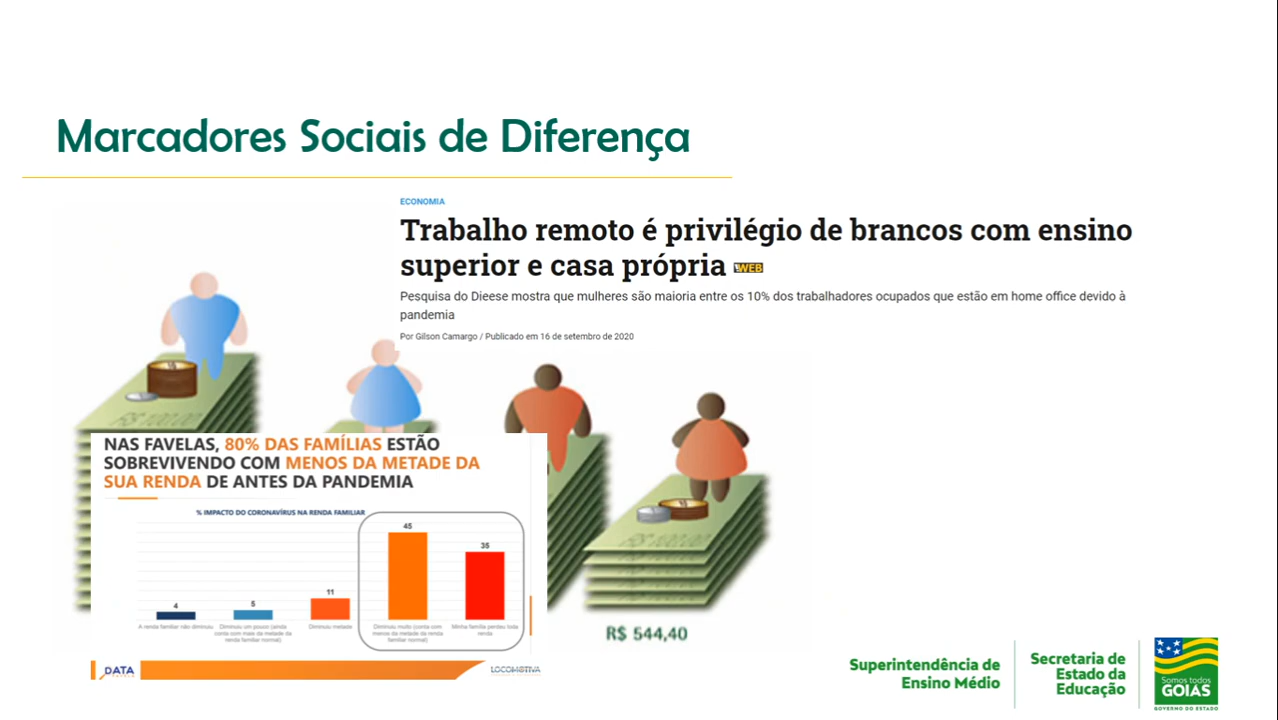 Marcadores Sociais de Diferença
ECONOMIA
Trabalho remoto é privilégio de brancos com ensino
superior e casa própria WEB
Pesquisa do Dieese mostra que mulheres são maioria entre os 10% dos trabalhadores ocupados que estão em home office devido à
pandemia
Por Gilson Camargo / Publicado em 16 de setembro de 2020
NAS FAVELAS, 80% DAS FAMÍLIAS ESTÃO
SOBREVIVENDO COM MENOS DA METADE DA
SUA RENDA DE ANTES DA PANDEMIA
% IMPACTO DO CORONAVÍRUS NA RENDA FAMILIAR
4
5
11
45
35
A renda familiar não diminuiu
Diminuiu um pouco (ainda
conta com mais da metade da
renda familiar normal)
Diminuiu metade
Diminuiu muito (conta com
menos da metade da renda
familiar normal)
Minha família perdeu toda
renda
DATA
LOCOMOTIVA
R$ 544,40
Superintendência de
Ensino Médio
Secretaria de
Estado da
Educação
Somos todos
GOIÁS
GOVERNO DO ESTADO